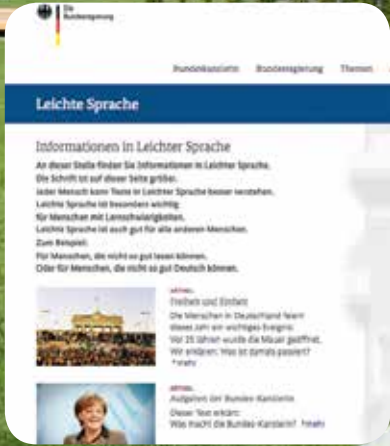 Die
Bundesregierung
Bundeskanzlerin Bundesregierung Themen
Leichte Sprache
Informationen in Leichter Sprache
An dieser Stelle finden Sie Informationen in Leichter Sprache.
Die Schrift ist auf dieser Seite größer.
Jeder Mensch kann Texte in Leichter Sprache besser verstehen.
Leichte Sprache ist besonders wichtig
für Menschen mit Lernschwierigkeiten.
Leichte Sprache ist auch gut für alle anderen Menschen.
Zum Beispiel:
Für Menschen, die nicht so gut lesen können.
Oder für Menschen, die nicht so gut Deutsch können.
ARTIKEL
Freiheit und Einheit
Die Menschen in Deutschland feiern
dieses Jahr ein wichtiges Ereignis:
Vor 25 Jahren wurde die Mauer geöffnet.
Wir erklären: Was ist damals passiert?
mehr
ARTIKEL
Aufgaben der Bundes-Kanzlerin
Dieser Text erklärt:
Was macht die Bundes-Kanzlerin? mehr